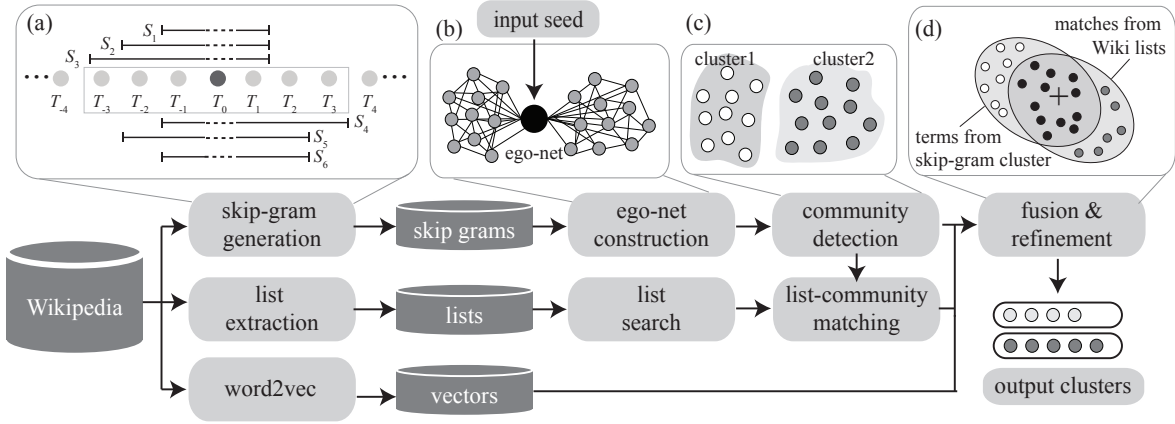 (a)
S1
S2
S3
T-4
T-3
T-2
T-1
T0
T1
T2
T3
T4
S4
S5
S6
(b)
input seed
ego-net
(c)
cluster1
cluster2
(d)
matches from
Wiki lists
terms from
skip-gram cluster
Wikipedia
skip-gram
generation
skip grams
ego-net
construction
community
detection
fusion &
refinement
list
extraction
lists
list
search
list-community
matching
word2vec
vectors
output clusters